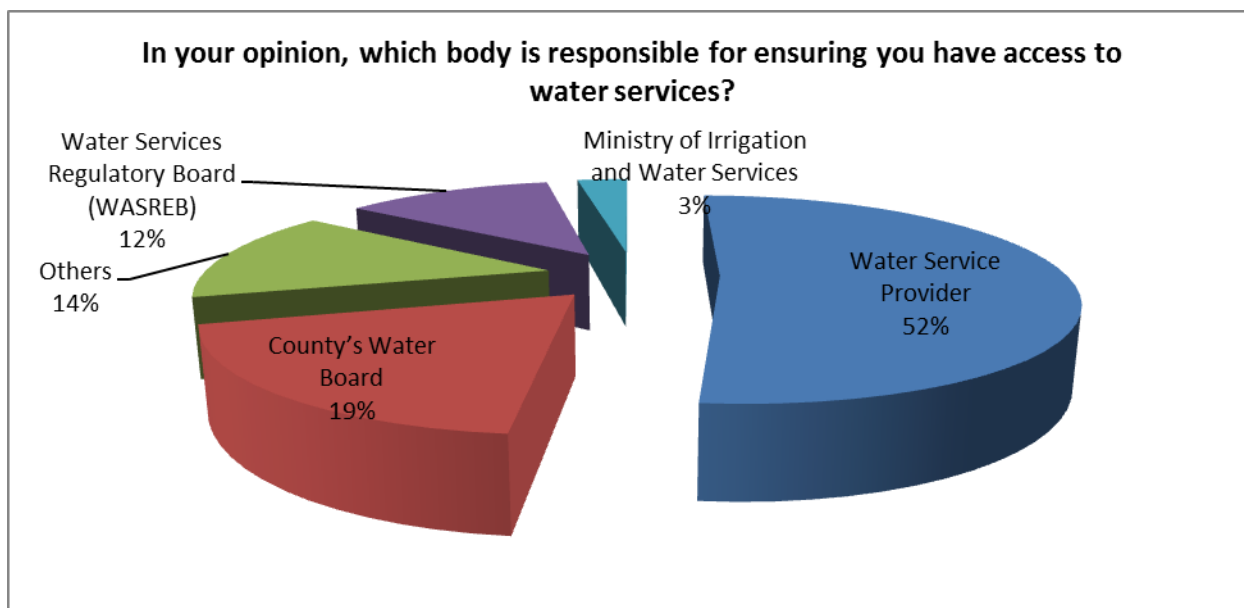 In your opinion, which body is responsible for ensuring you have access to
water services?
Water Services
Regulatory Board
(WASREB)
12%
Ministry of Irrigation
and Water Services
3%
Others
14%
Water Service
Provider
52%
County’s Water
Board
19%